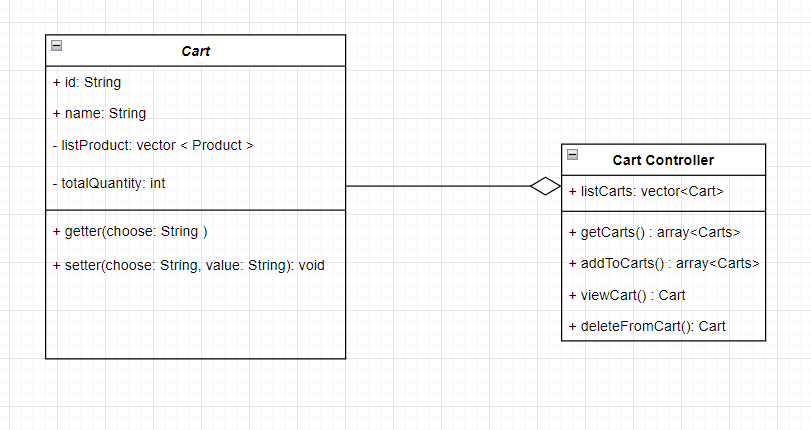 Cart
+ id: String
+ name: String
- listProduct: vector < Product >
- totalQuantity: int
+ getter(choose: String )
+ setter(choose: String, value: String): void
Cart Controller
+ listCarts: vector<Cart>
+ getCarts() : array<Carts>
+ addToCarts() : array<Carts>
+ viewCart() : Cart
+ deleteFromCart(): Cart